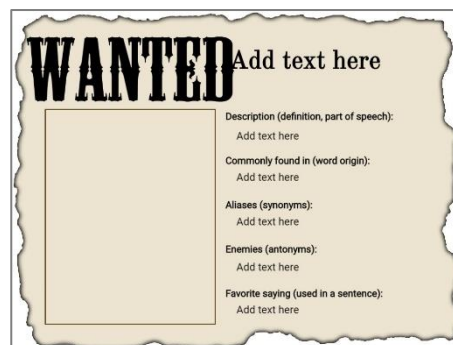 WANTED Add text here
Description (definition, part of speech):
Add text here
Commonly found in (word origin):
Add text here
Aliases (synonyms):
Add text here
Enemies (antonyms):
Add text here
Favorite saying (used in a sentence):
Add text here